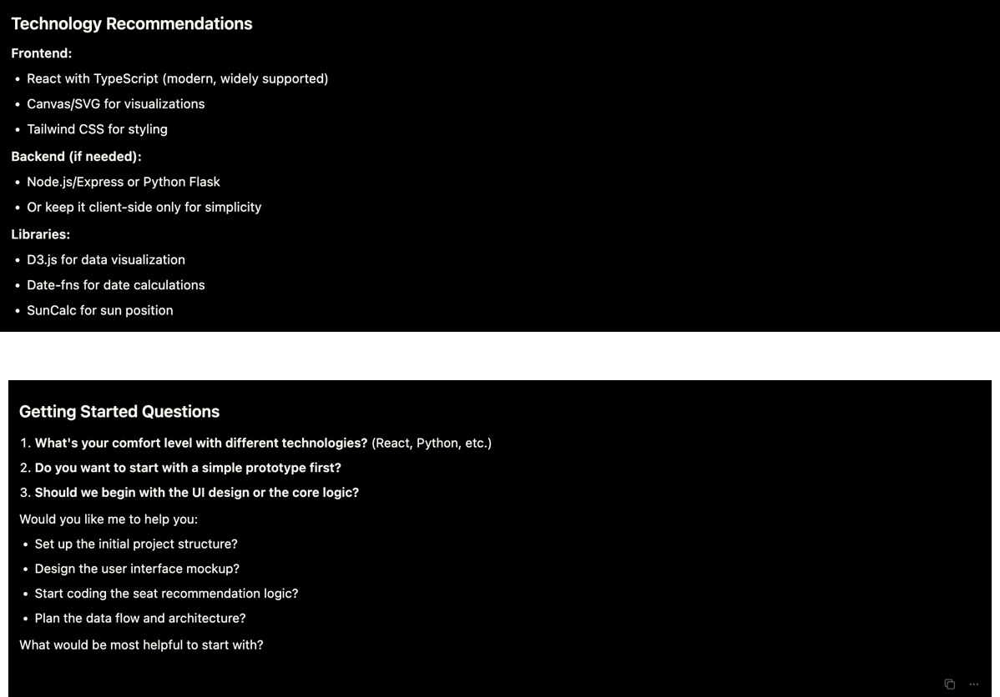 Technology Recommendations
Frontend:
• React with TypeScript (modern, widely supported)
• Canvas/SVG for visualizations
• Tailwind CSS for styling
Backend (if needed):
• Node.js/Express or Python Flask
• Or keep it client-side only for simplicity
Libraries:
• D3.js for data visualization
• Date-fns for date calculations
• SunCalc for sun position
Getting Started Questions
1. What's your comfort level with different technologies? (React, Python, etc.)
2. Do you want to start with a simple prototype first?
3. Should we begin with the UI design or the core logic?
Would you like me to help you:
• Set up the initial project structure?
• Design the user interface mockup?
• Start coding the seat recommendation logic?
• Plan the data flow and architecture?
What would be most helpful to start with?